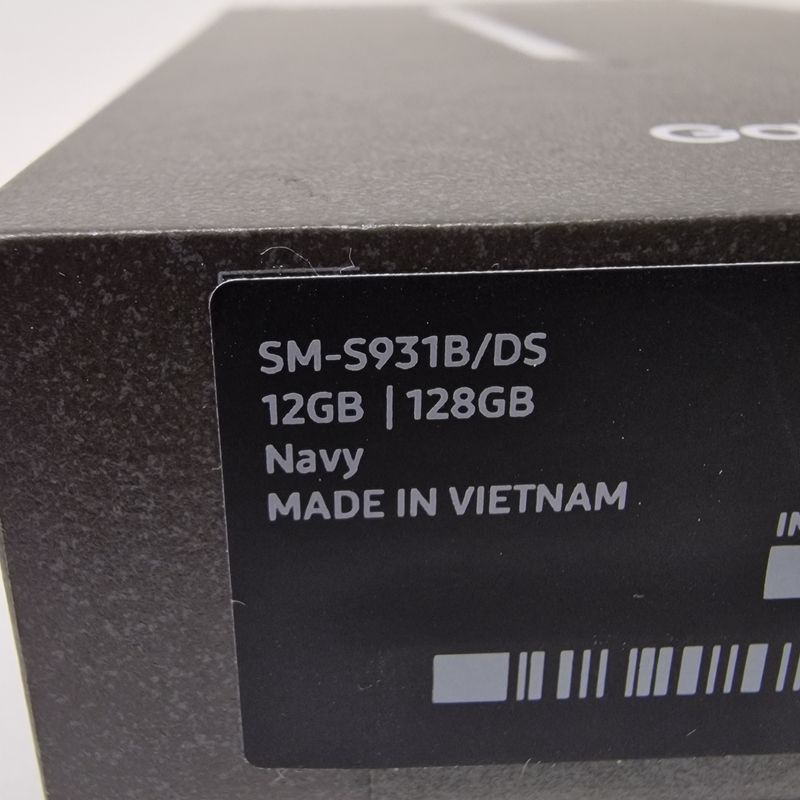 SM-S931B/DS
12GB | 128GB
Navy
MADE IN VIETNAM